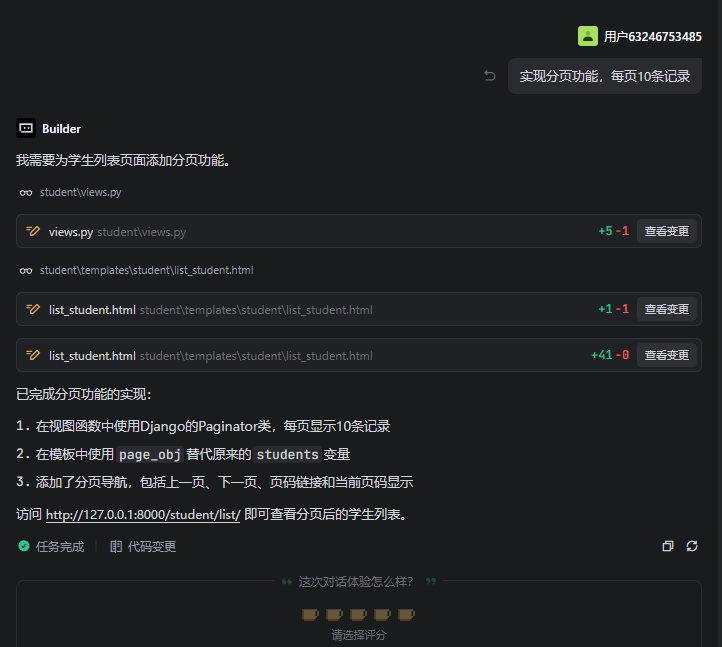 用户63246753485
实现分页功能，每页10条记录
Builder
我需要为学生列表页面添加分页功能。
student\views.py
views.py student\views.py +5 -1 查看变更
student\templates\student\list_student.html
list_student.html student\templates\student\list_student.html +1 -1 查看变更
list_student.html student\templates\student\list_student.html +41 -0 查看变更
已完成分页功能的实现：
1. 在视图函数中使用Django的Paginator类，每页显示10条记录
2. 在模板中使用 page_obj 替代原来的 students 变量
3. 添加了分页导航，包括上一页、下一页、页码链接和当前页码显示
访问 http://127.0.0.1:8000/student/list/ 即可查看分页后的学生列表。
任务完成 代码变更
这次对话体验怎么样？
请选择评分